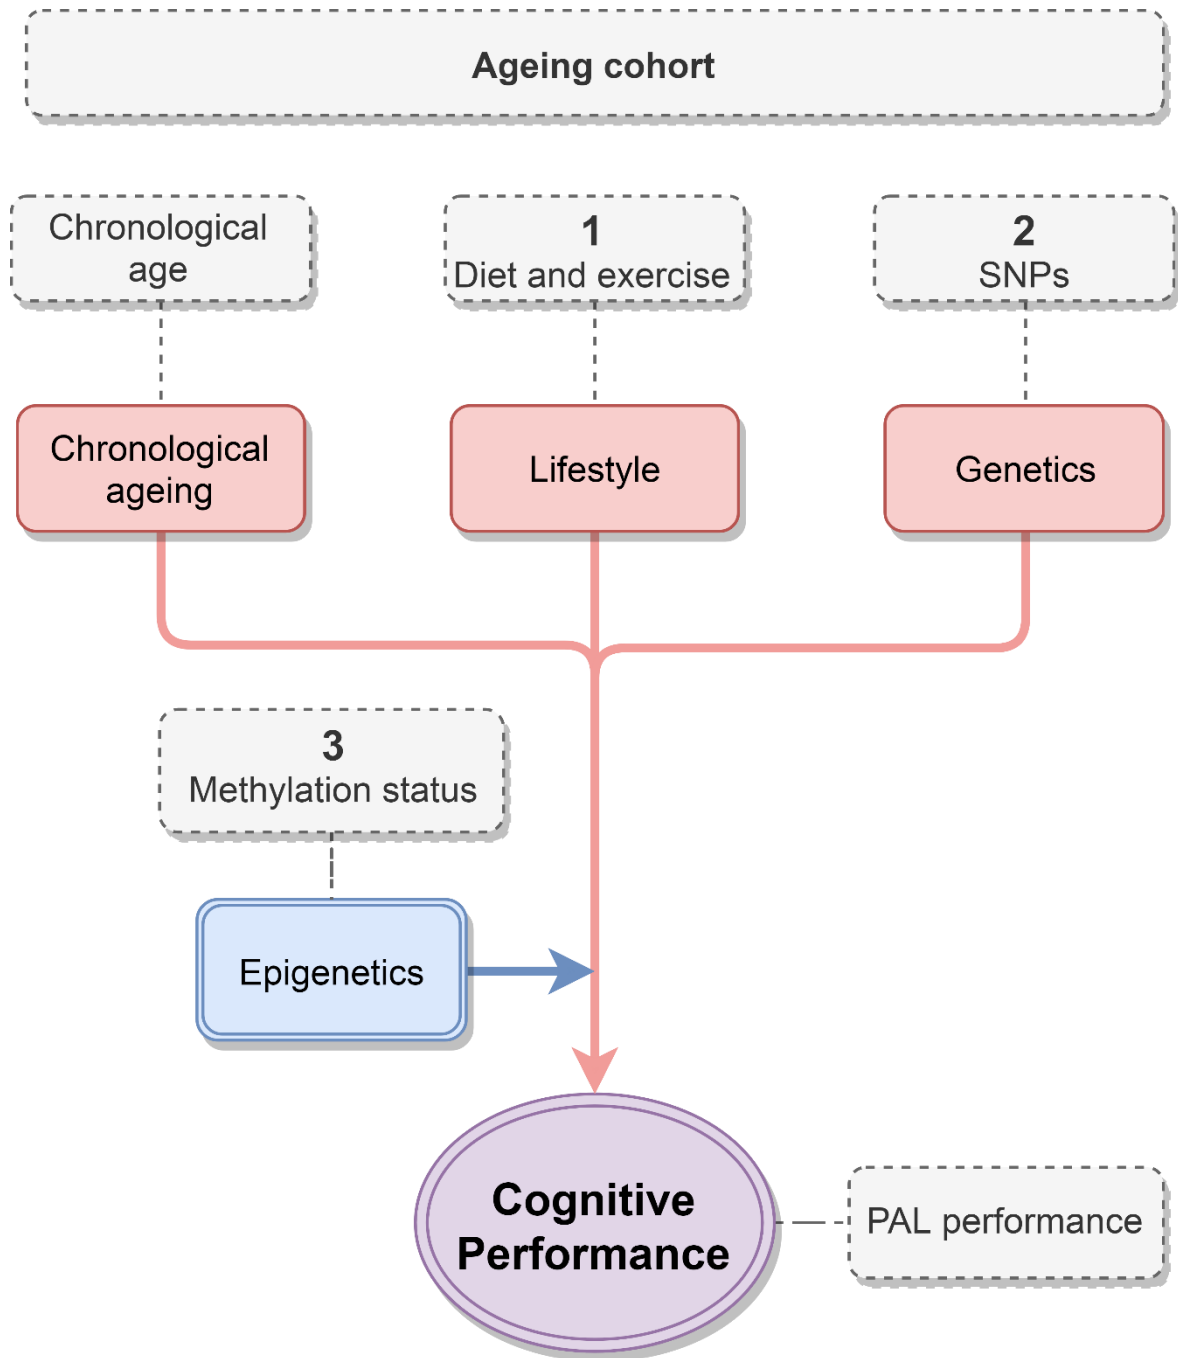 Ageing cohort
Chronological
age
1
Diet and exercise
2
SNPs
Chronological
ageing
Lifestyle
Genetics
3
Methylation status
Epigenetics
Cognitive
Performance
PAL performance